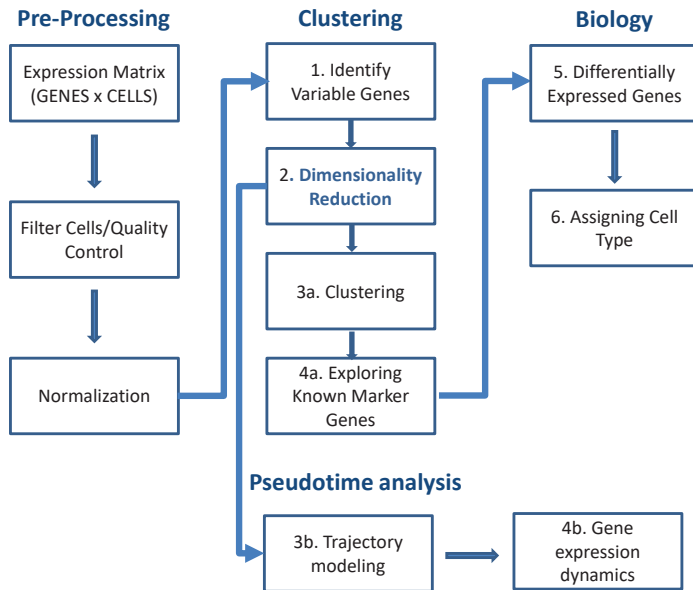 Pre-Processing
Expression Matrix
(GENES x CELLS)
Filter Cells/Quality
Control
Normalization
Clustering
1. Identify
Variable Genes
2. Dimensionality
Reduction
3a. Clustering
4a. Exploring
Known Marker
Genes
Biology
5. Differentially
Expressed Genes
6. Assigning Cell
Type
Pseudotime analysis
3b. Trajectory
modeling
4b. Gene
expression
dynamics